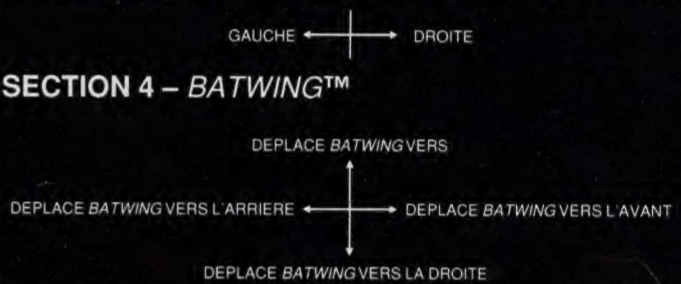 GAUCHE DROITE
SECTION 4 – BATWING™
DEPLACE BATWING VERS
DEPLACE BATWING VERS L'ARRIERE DEPLACE BATWING VERS L'AVANT
DEPLACE BATWING VERS LA DROITE